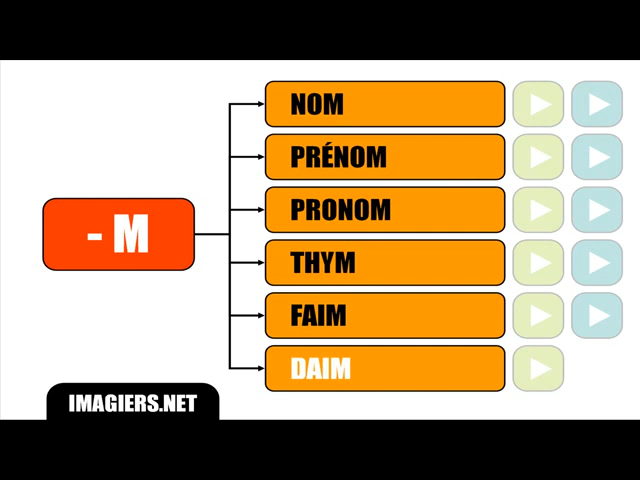 - M
NOM
PRÉNOM
PRONOM
THYM
FAIM
DAIM
IMAGIERS.NET